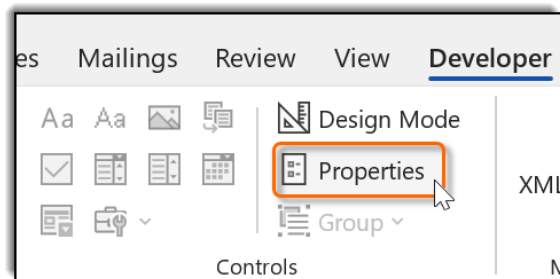 es Mailings Review View Developer
Aa Aa Design Mode
Properties
XML
Group
Controls